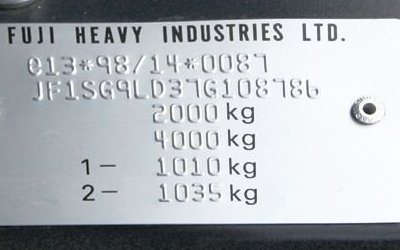 FUJI HEAVY INDUSTRIES LTD.
e13*98/14*0087
JF1SG9LD37G108786
2000 kg
4000 kg
1- 1010 kg
2- 1035 kg